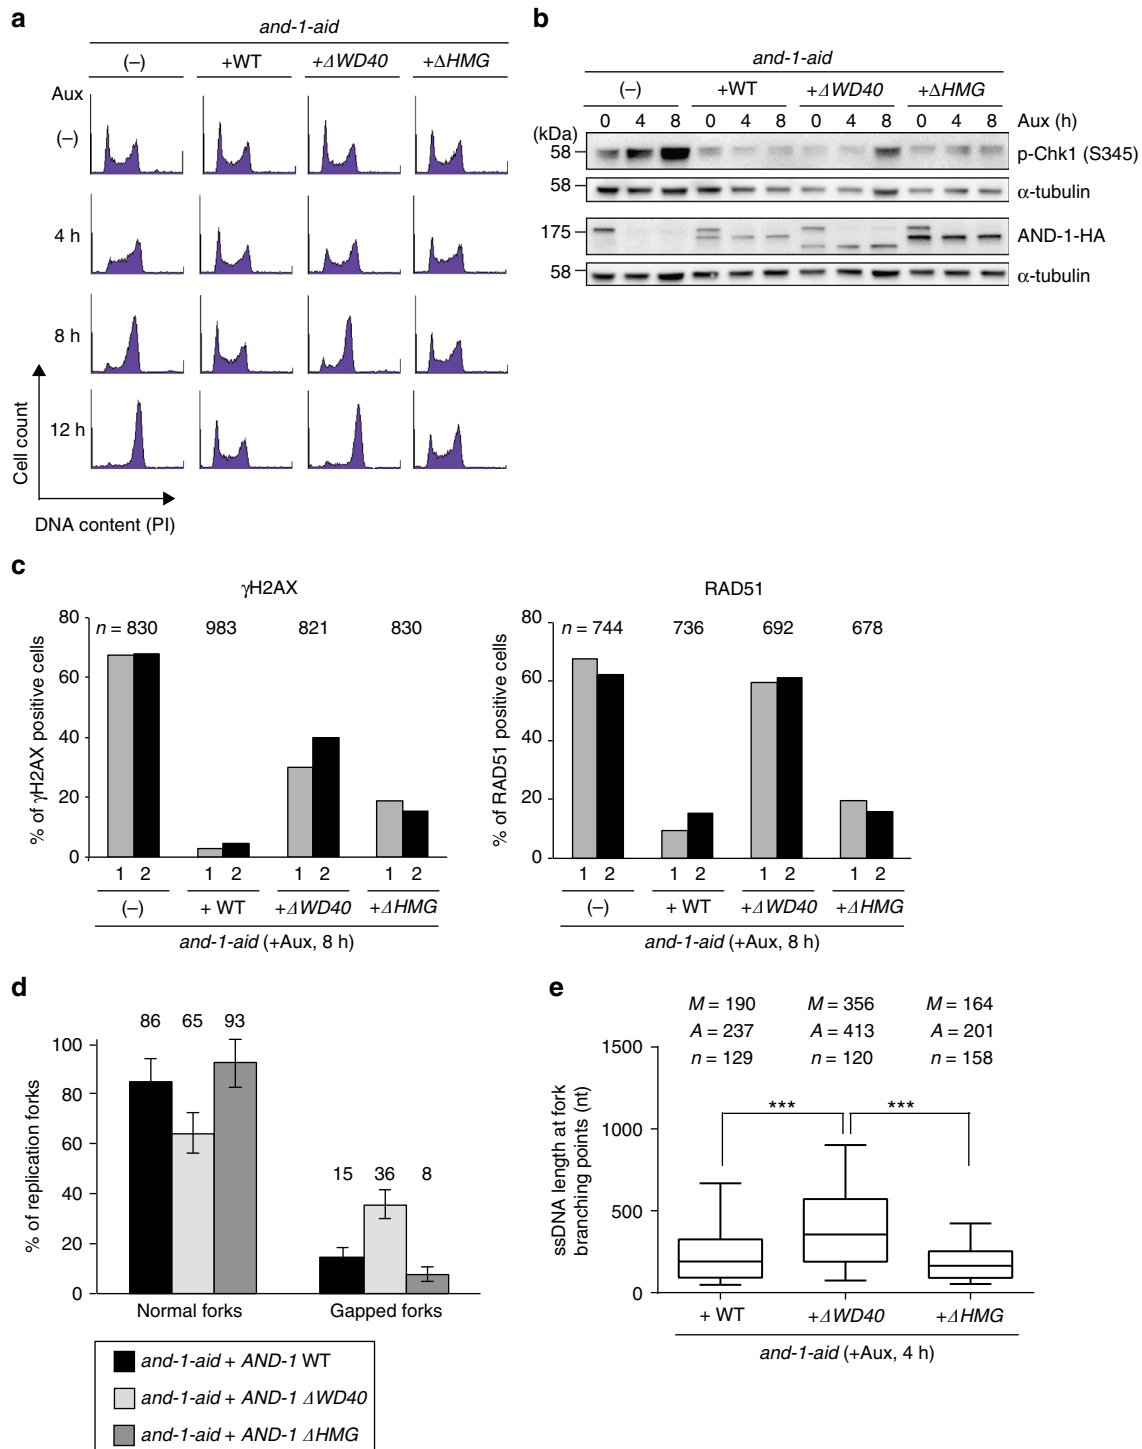 a
and-1-aid
(–) +WT +ΔWD40 +ΔHMG
Aux
(–)
4 h
8 h
12 h
Cell count
DNA content (PI)
b
and-1-aid
(–) +WT +ΔWD40 +ΔHMG
(kDa) 0 4 8 0 4 8 0 4 8 0 4 8 Aux (h)
58 p-Chk1 (S345)
58 α-tubulin
175 AND-1-HA
58 α-tubulin
c
γH2AX
% of γH2AX positive cells
80
60
40
20
0
n = 830 983 821 830
1 2 1 2 1 2 1 2
(–) + WT +ΔWD40 +ΔHMG
and-1-aid (+Aux, 8 h)
RAD51
% of RAD51 positive cells
80
60
40
20
0
n = 744 736 692 678
1 2 1 2 1 2 1 2
(–) + WT +ΔWD40 +ΔHMG
and-1-aid (+Aux, 8 h)
d
% of replication forks
100
80
60
40
20
0
86 65 93
15 36 8
Normal forks Gapped forks
and-1-aid + AND-1 WT
and-1-aid + AND-1 ΔWD40
and-1-aid + AND-1 ΔHMG
e
M = 190 M = 356 M = 164
A = 237 A = 413 A = 201
n = 129 n = 120 n = 158
ssDNA length at fork
branching points (nt)
1500
1000
500
0
*** ***
+ WT +ΔWD40 +ΔHMG
and-1-aid (+Aux, 4 h)